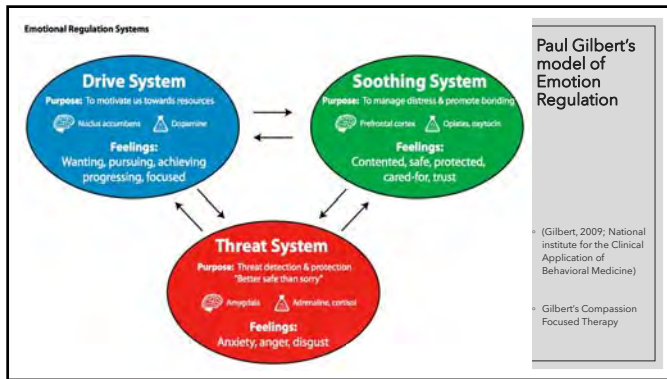 Emotional Regulation Systems
Drive System
Purpose: To motivate us towards resources
Nuclus accumbens
Dopamine
Feelings:
Wanting, pursuing, achieving
progressing, focused
Soothing System
Purpose: To manage distress & promote bonding
Prefrontal cortex
Opiates, oxytocin
Feelings:
Contented, safe, protected,
cared-for, trust
Threat System
Purpose: Threat detection & protection
"Better safe than sorry"
Amygdala
Adrenaline, cortisol
Feelings:
Anxiety, anger, disgust
Paul Gilbert's
model of
Emotion
Regulation
(Gilbert, 2009; National
institute for the Clinical
Application of
Behavioral Medicine)
Gilbert's Compassion
Focused Therapy